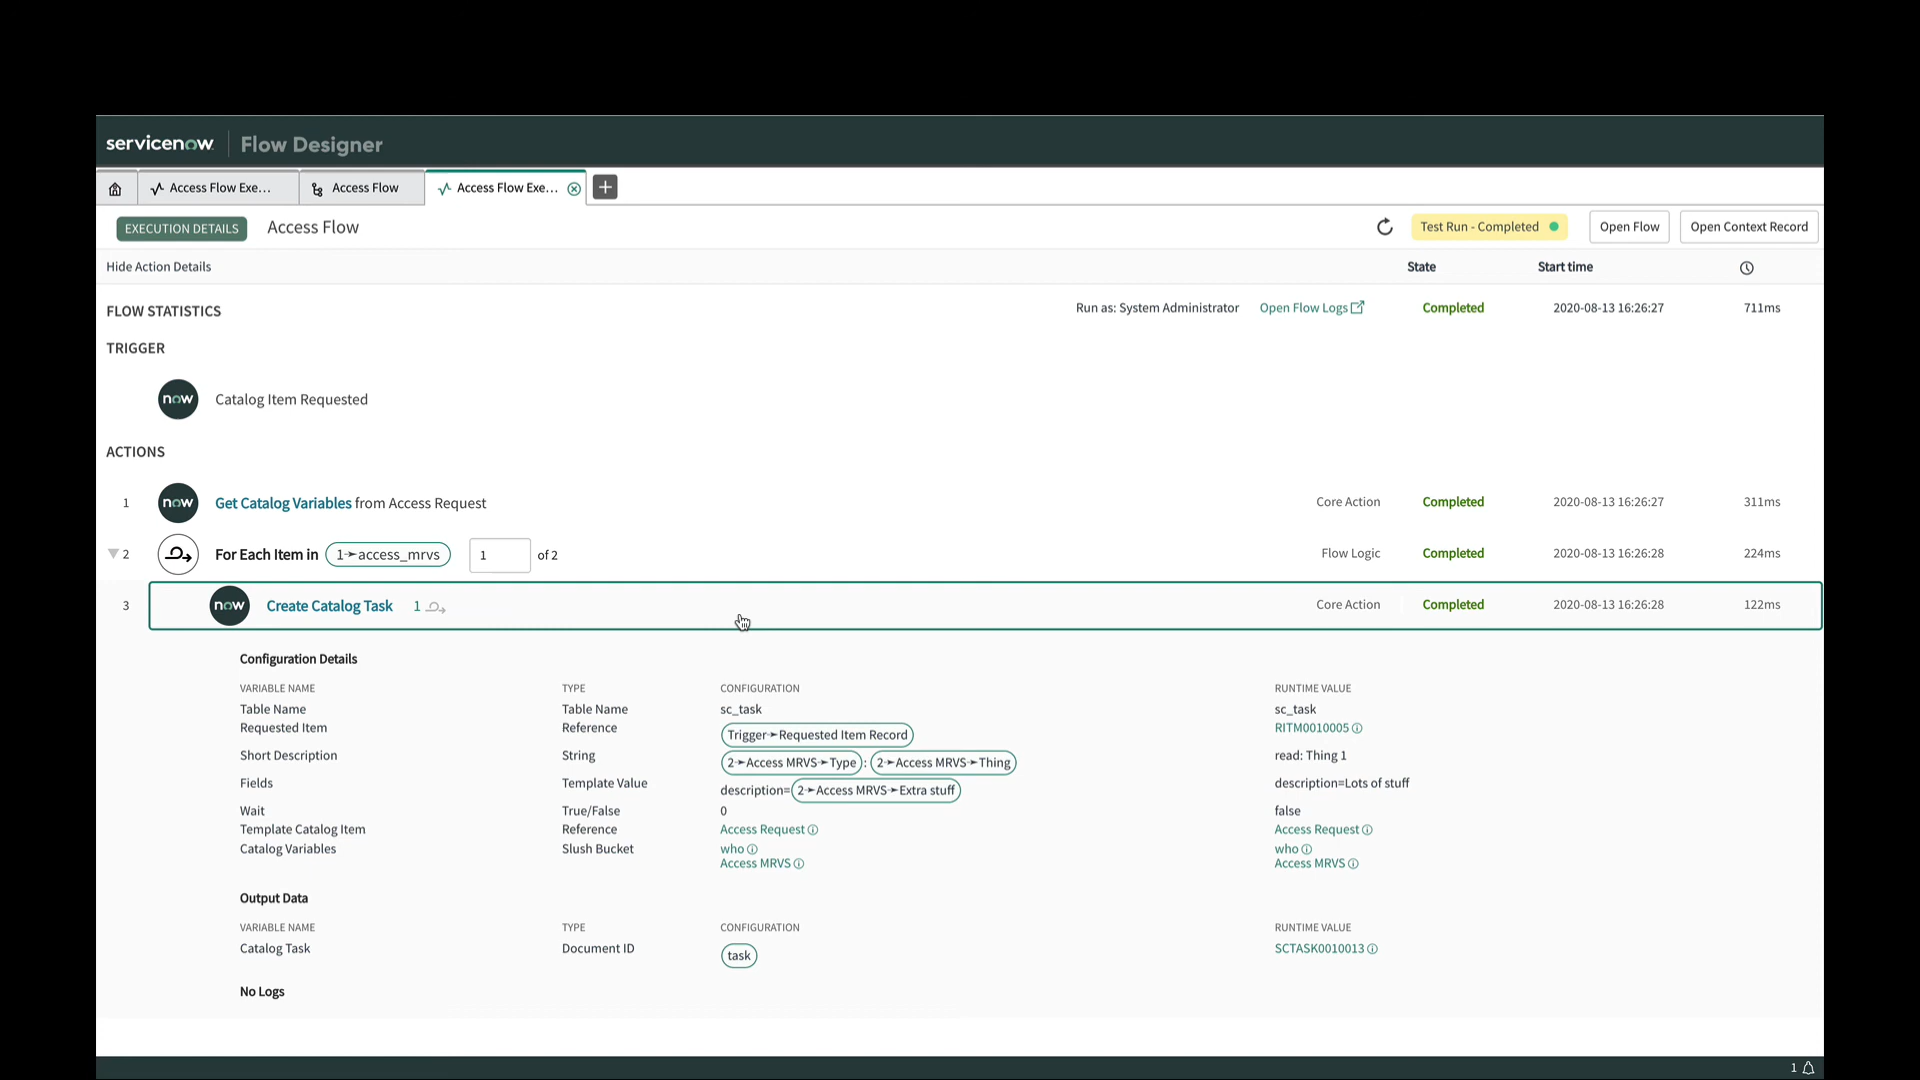 servicenow Flow Designer
Access Flow Exe... Access Flow Access Flow Exe...
EXECUTION DETAILS Access Flow Test Run - Completed Open Flow Open Context Record
Hide Action Details State Start time
FLOW STATISTICS Run as: System Administrator Open Flow Logs Completed 2020-08-13 16:26:27 711ms
TRIGGER
now Catalog Item Requested
ACTIONS
1 now Get Catalog Variables from Access Request Core Action Completed 2020-08-13 16:26:27 311ms
2 For Each Item in 1➛access_mrvs 1 of 2 Flow Logic Completed 2020-08-13 16:26:28 224ms
3 now Create Catalog Task 1 Core Action Completed 2020-08-13 16:26:28 122ms
Configuration Details
VARIABLE NAME TYPE CONFIGURATION RUNTIME VALUE
Table Name Table Name sc_task sc_task
Requested Item Reference Trigger➛Requested Item Record RITM0010005
Short Description String 2➛Access MRVS➛Type : 2➛Access MRVS➛Thing read: Thing 1
Fields Template Value description= 2➛Access MRVS➛Extra stuff description=Lots of stuff
Wait True/False 0 false
Template Catalog Item Reference Access Request Access Request
Catalog Variables Slush Bucket who who
Access MRVS Access MRVS
Output Data
VARIABLE NAME TYPE CONFIGURATION RUNTIME VALUE
Catalog Task Document ID task SCTASK0010013
No Logs
1